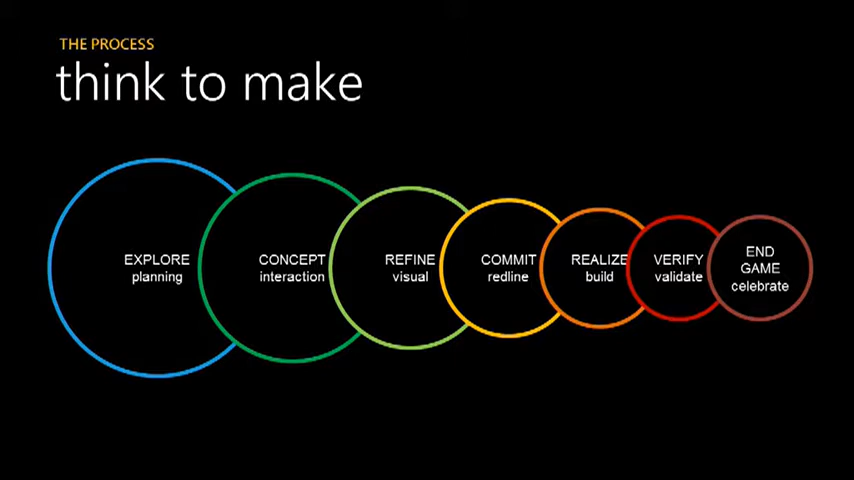 THE PROCESS
think to make
EXPLORE
planning
CONCEPT
interaction
REFINE
visual
COMMIT
redline
REALIZE
build
VERIFY
validate
END
GAME
celebrate